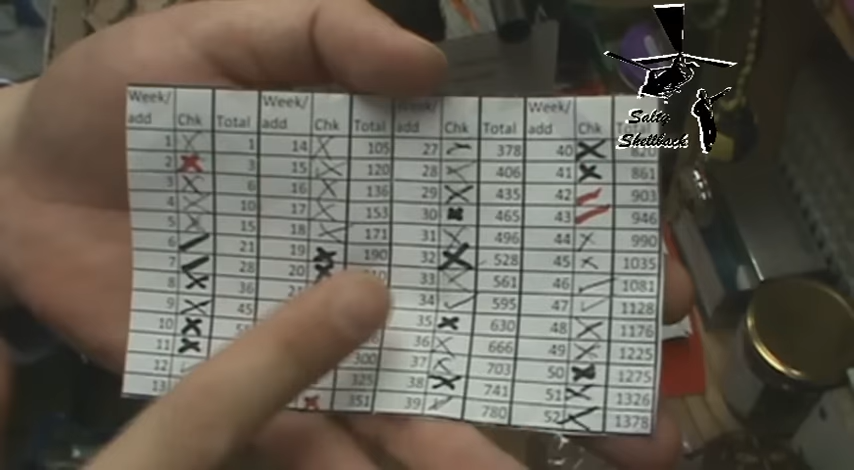 Week/ add Chk Total Week/ add Chk Total Week/ add Chk Total Week/ add Chk
1 1 14 105 27 378 40 820
2 3 15 120 28 406 41 861
3 6 16 136 29 435 42 903
4 10 17 153 30 465 43 946
5 15 18 171 31 496 44 990
6 21 19 190 32 528 45 1035
7 28 20 210 33 561 46 1081
8 36 21 34 595 47 1128
9 45 35 630 48 1176
10 36 666 49 1225
11 300 37 703 50 1275
12 325 38 741 51 1326
13 351 39 780 52 1378
Salty
Shellback